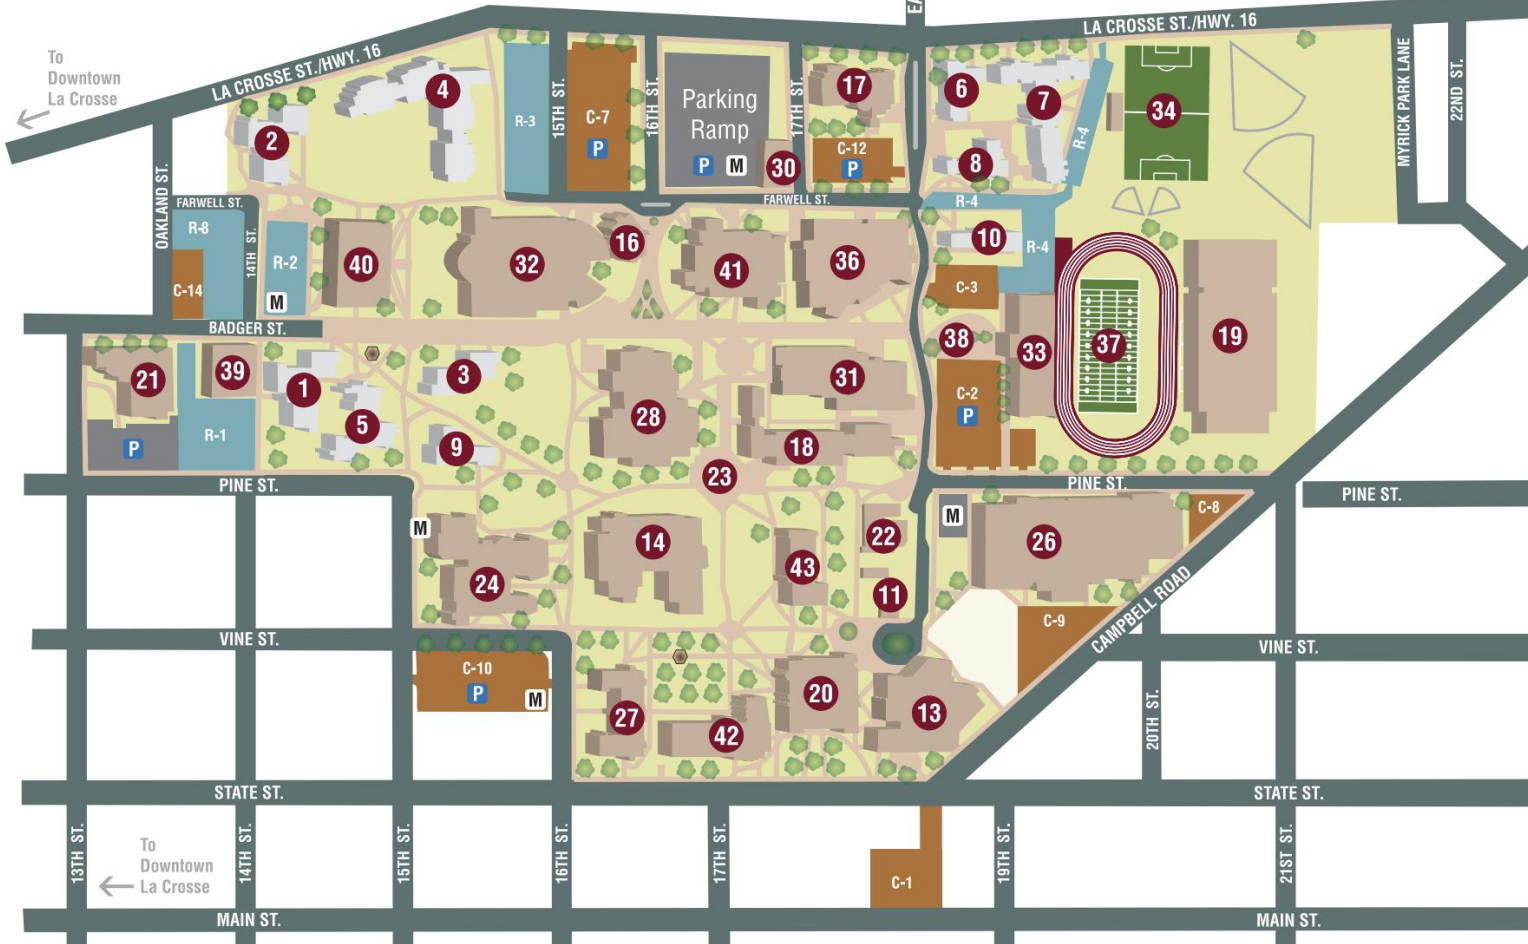 EA
LA CROSSE ST./HWY. 16
To
Downtown
La Crosse
LA CROSSE ST./HWY. 16
4
2
R-3
15TH ST.
C-7
P
16TH ST.
Parking
Ramp
P
M
30
17TH ST.
17
C-12
P
6
7
8
R-4
34
MYRICK PARK LANE
22ND ST.
OAKLAND ST.
FARWELL ST.
FARWELL ST.
R-4
R-8
C-14
14TH ST.
R-2
M
40
32
16
41
36
10
R-4
C-3
BADGER ST.
21
39
1
5
3
9
28
31
18
23
38
33
37
19
C-2
P
P
R-1
PINE ST.
PINE ST.
PINE ST.
M
24
14
43
22
11
M
26
C-8
C-9
CAMPBELL ROAD
VINE ST.
VINE ST.
C-10
P
M
27
42
20
13
20TH ST.
STATE ST.
STATE ST.
To
Downtown
La Crosse
13TH ST.
14TH ST.
15TH ST.
16TH ST.
17TH ST.
C-1
19TH ST.
21ST ST.
MAIN ST.
MAIN ST.